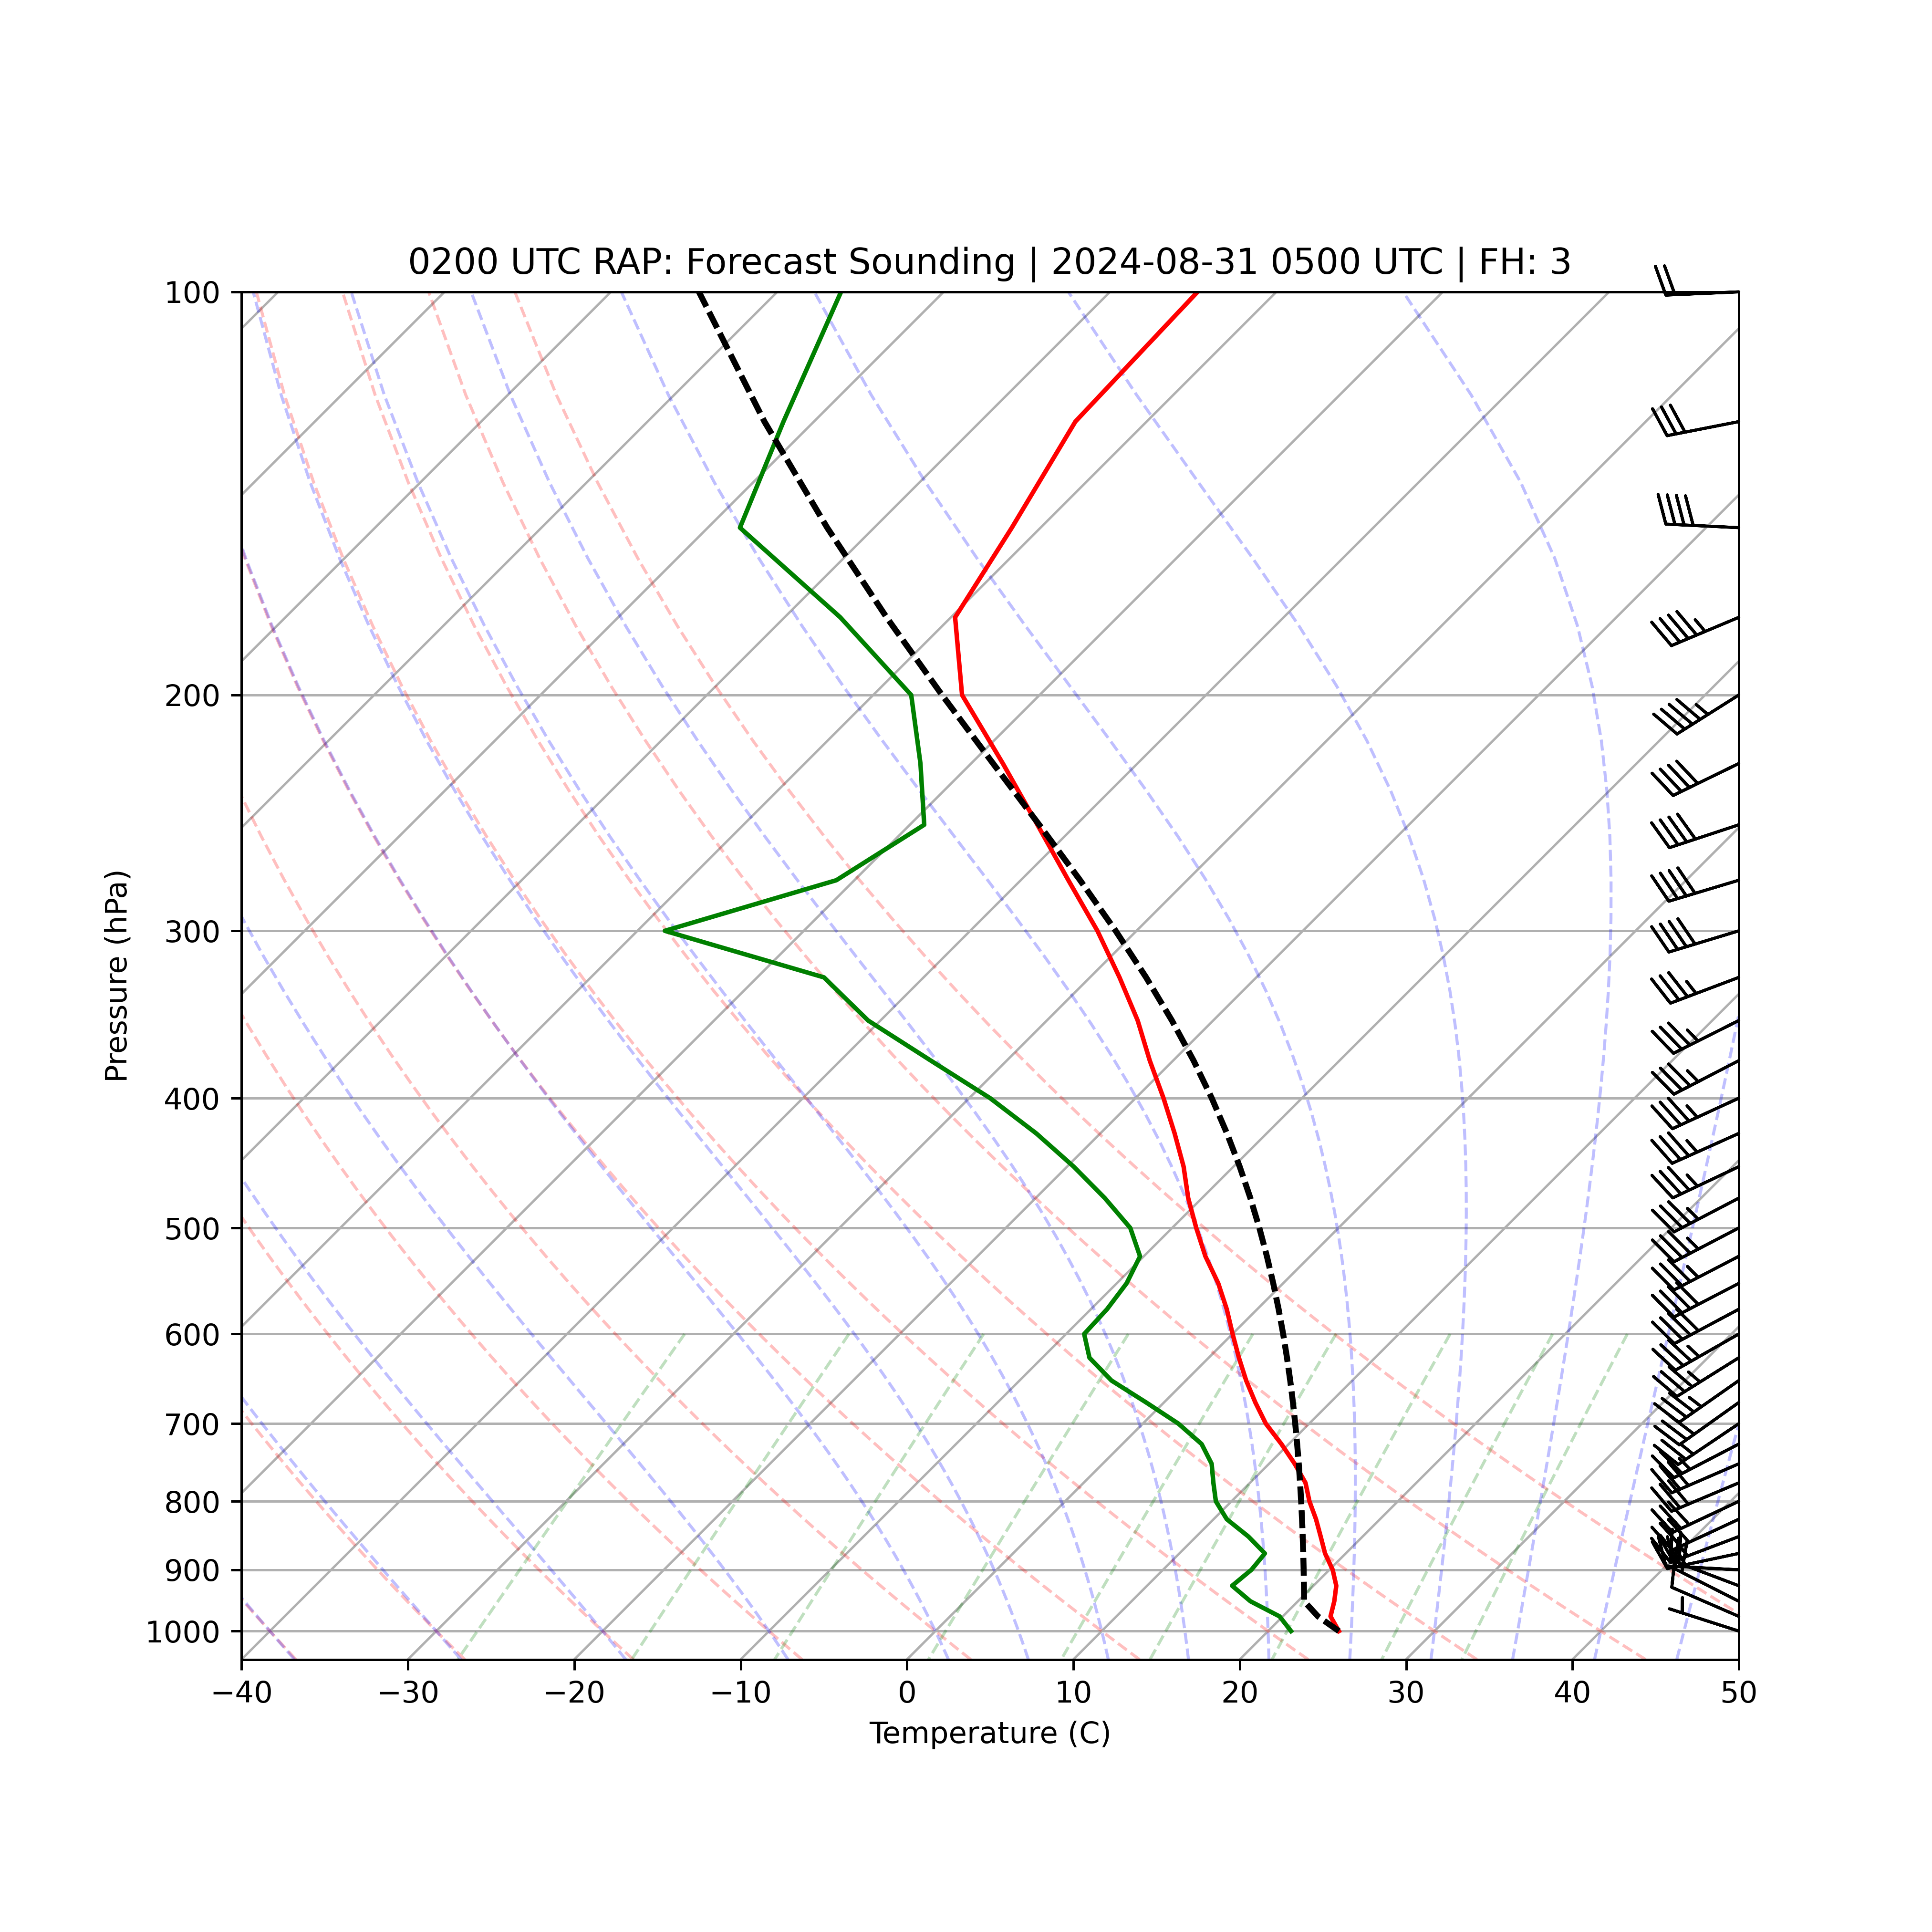 0200 UTC RAP: Forecast Sounding | 2024-08-31 0500 UTC | FH: 3
100
200
300
400
500
600
700
800
900
1000
Pressure (hPa)
−40 −30 −20 −10 0 10 20 30 40 50
Temperature (C)